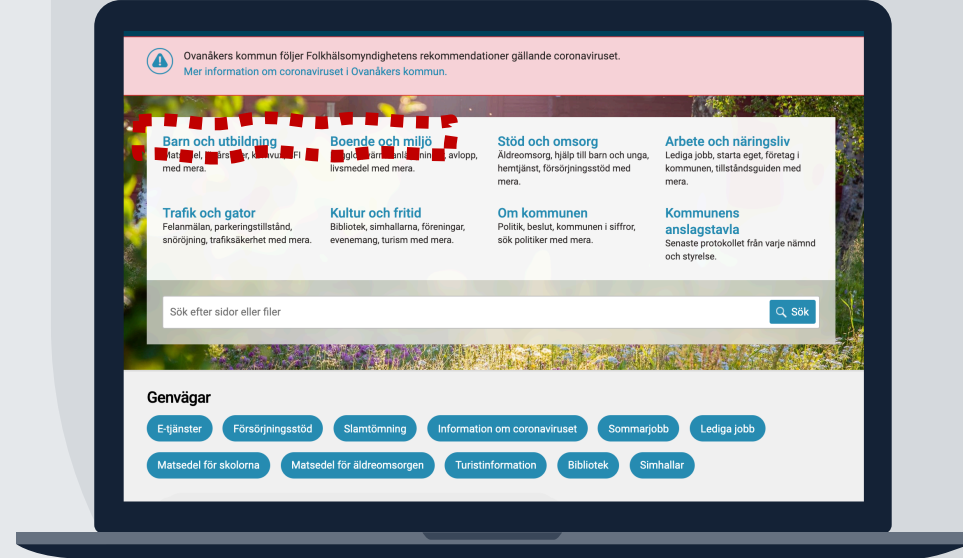 Ovanåkers kommun följer Folkhälsomyndighetens rekommendationer gällande coronaviruset.
Mer information om coronaviruset i Ovanåkers kommun.
Barn och utbildning
med mera.
Boende och miljö
avlopp,
livsmedel med mera.
Stöd och omsorg
Äldreomsorg, hjälp till barn och unga,
hemtjänst, försörjningsstöd med
mera.
Arbete och näringsliv
Lediga jobb, starta eget, företag i
kommunen, tillståndsguiden med
mera.
Trafik och gator
Felanmälan, parkeringstillstånd,
snöröjning, trafiksäkerhet med mera.
Kultur och fritid
Bibliotek, simhallarna, föreningar,
evenemang, turism med mera.
Om kommunen
Politik, beslut, kommunen i siffror,
sök politiker med mera.
Kommunens
anslagstavla
Senaste protokollet från varje nämnd
och styrelse.
Sök efter sidor eller filer
Sök
Genvägar
E-tjänster
Försörjningsstöd
Slamtömning
Information om coronaviruset
Sommarjobb
Lediga jobb
Matsedel för skolorna
Matsedel för äldreomsorgen
Turistinformation
Bibliotek
Simhallar